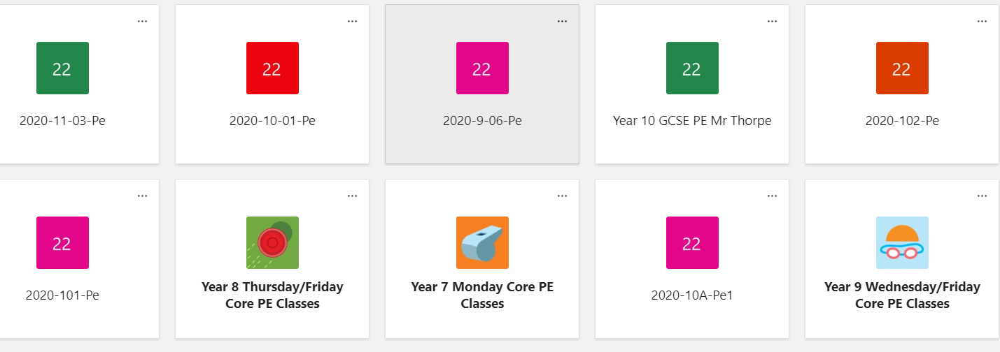 22
2020-11-03-Pe
22
2020-10-01-Pe
22
2020-9-06-Pe
22
Year 10 GCSE PE Mr Thorpe
22
2020-102-Pe
22
2020-101-Pe
Year 8 Thursday/Friday
Core PE Classes
Year 7 Monday Core PE
Classes
22
2020-10A-Pe1
Year 9 Wednesday/Friday
Core PE Classes